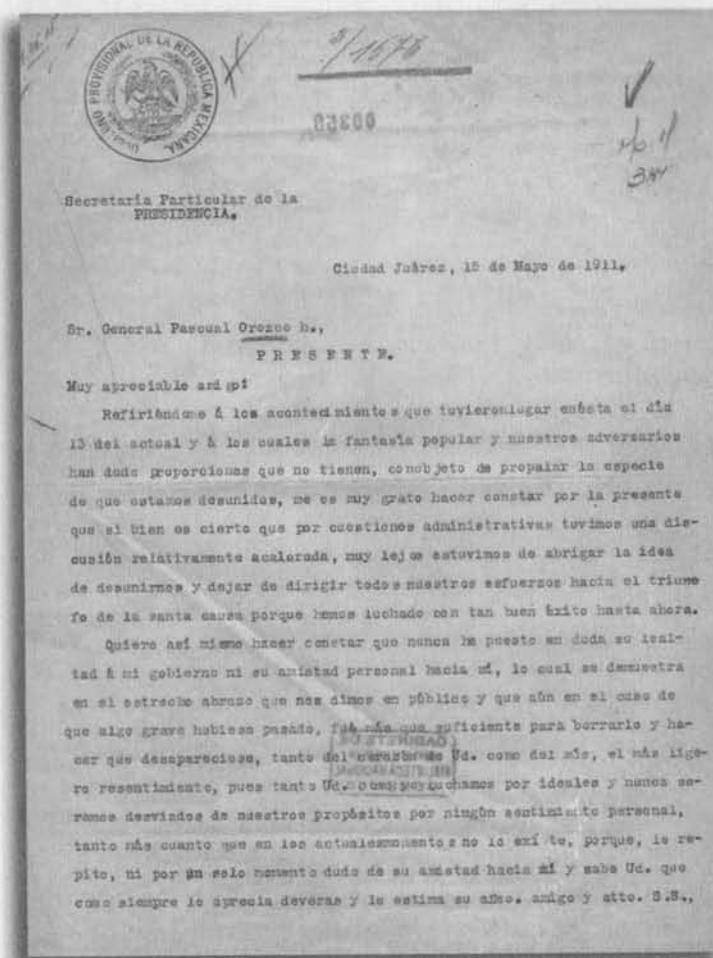 GOBIERNO PROVISIONAL DE LA REPUBLICA MEXICANA.
5/1573
00360
Secretaria Particular de la
PRESIDENCIA.
Ciudad Juárez, 15 de Mayo de 1911.
Sr. General Pascual Orozco h.,
PRESENTE.
Muy apreciable amigo:
Refiriéndome á los acontecimientos que tuvieronlugar enésta el día
13 del actual y á los cuales la fantasía popular y nuestros adversarios
han dado proporciones que no tienen, conobjeto de propalar la especie
de que estamos desunidos, me es muy grato hacer constar por la presente
que si bien es cierto que por cuestiones administrativas tuvimos una dis-
cusión relativamente acalorada, muy lejos estuvimos de abrigar la idea
de desunirnos y dejar de dirigir todos nuestros esfuerzos hacia el triun-
fo de la santa causa porque hemos luchado con tan buen éxito hasta ahora.
Quiero así mismo hacer constar que nunca he puesto en duda su leal-
tad á mi gobierno ni su amistad personal hacia mí, lo cual se demuestra
en el estrecho abrazo que nos dimos en público y que aún en el caso de
que algo grave hubiese pasado, fué más que suficiente para borrarlo y ha-
cer que desapareciese, tanto del corazón de Ud. como del mío, el más lige-
ro resentimiento, pues tanto Ud. como yo luchamos por ideales y nunca se-
remos desviados de nuestros propósitos por ningún sentimiento personal,
tanto más cuanto que en los actualesmomentos no lo exi te, porque, le re-
pito, ni por un solo momento dudo de su amistad hacia mí y sabe Ud. que
como siempre lo aprecia deveras y le estima su afmo. amigo y atto. S.S.,